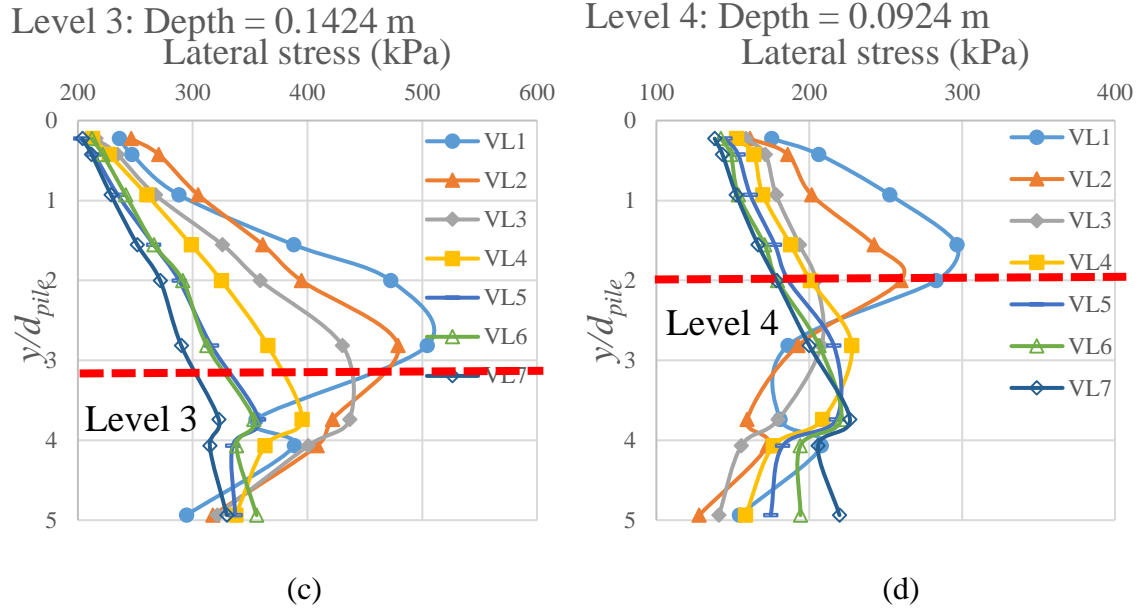 Level 3: Depth = 0.1424 m
Lateral stress (kPa)
200 300 400 500 600
0
1
2
3
4
5
y/d_pile
VL1
VL2
VL3
VL4
VL5
VL6
VL7
Level 3
(c)
Level 4: Depth = 0.0924 m
Lateral stress (kPa)
100 200 300 400
0
1
2
3
4
5
y/d_pile
VL1
VL2
VL3
VL4
VL5
VL6
VL7
Level 4
(d)